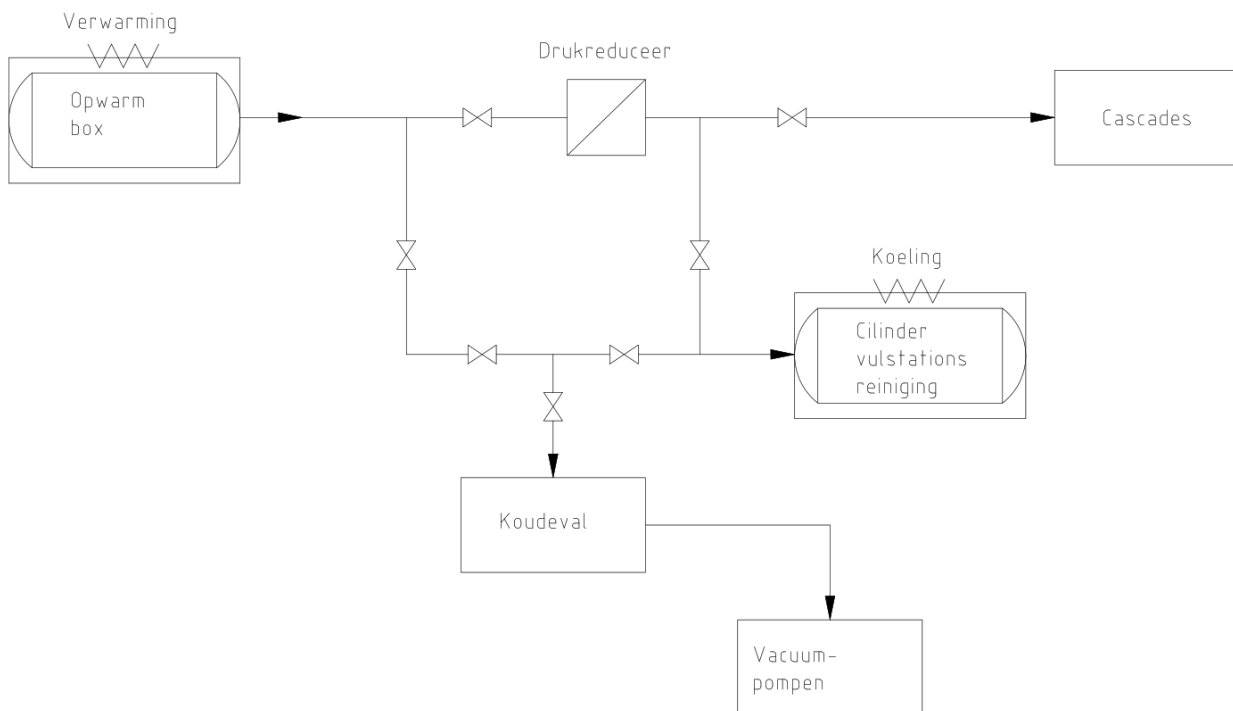 Verwarming
Opwarm
box
Drukreduceer
Cascades
Koeling
Cilinder
vulstations
reiniging
Koudeval
Vacuum-
pompen